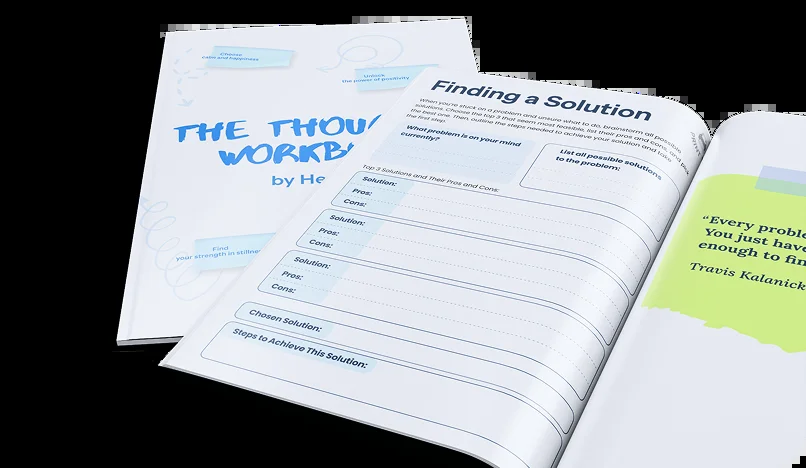 Choose
calm and happiness
Unlock
the power of positivity
THE THOU
WORKB
by He
Find
your strength in stillness
Finding a Solution
When you're stuck on a problem and unsure what to do, brainstorm all possible
solutions. Choose the top 3 that seem most feasible, list their pros and cons, and pick
the best one. Then, outline the steps needed to achieve your solution and take
the first step.
What problem is on your mind
currently?
List all possible solutions
to the problem:
Top 3 Solutions and Their Pros and Cons:
Solution:
Pros:
Cons:
Solution:
Pros:
Cons:
Solution:
Pros:
Cons:
Chosen Solution:
Steps to Achieve This Solution:
“Every proble
You just have
enough to fin
Travis Kalanick